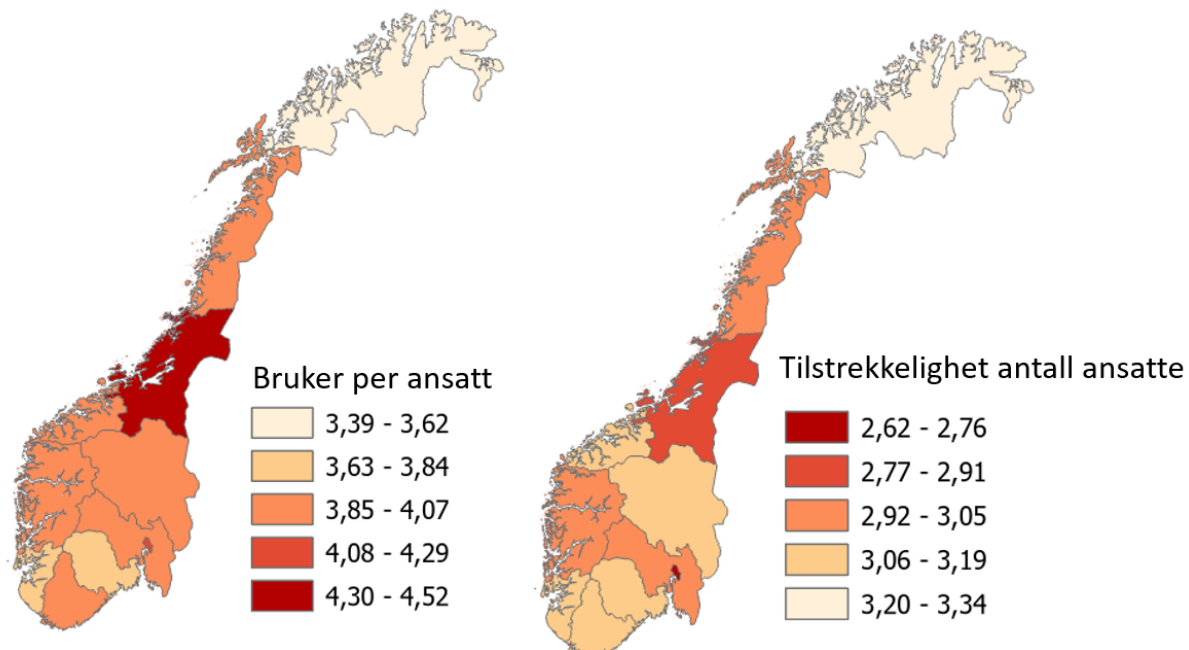 Bruker per ansatt
3,39 - 3,62
3,63 - 3,84
3,85 - 4,07
4,08 - 4,29
4,30 - 4,52
Tilstrekkelighet antall ansatte
2,62 - 2,76
2,77 - 2,91
2,92 - 3,05
3,06 - 3,19
3,20 - 3,34